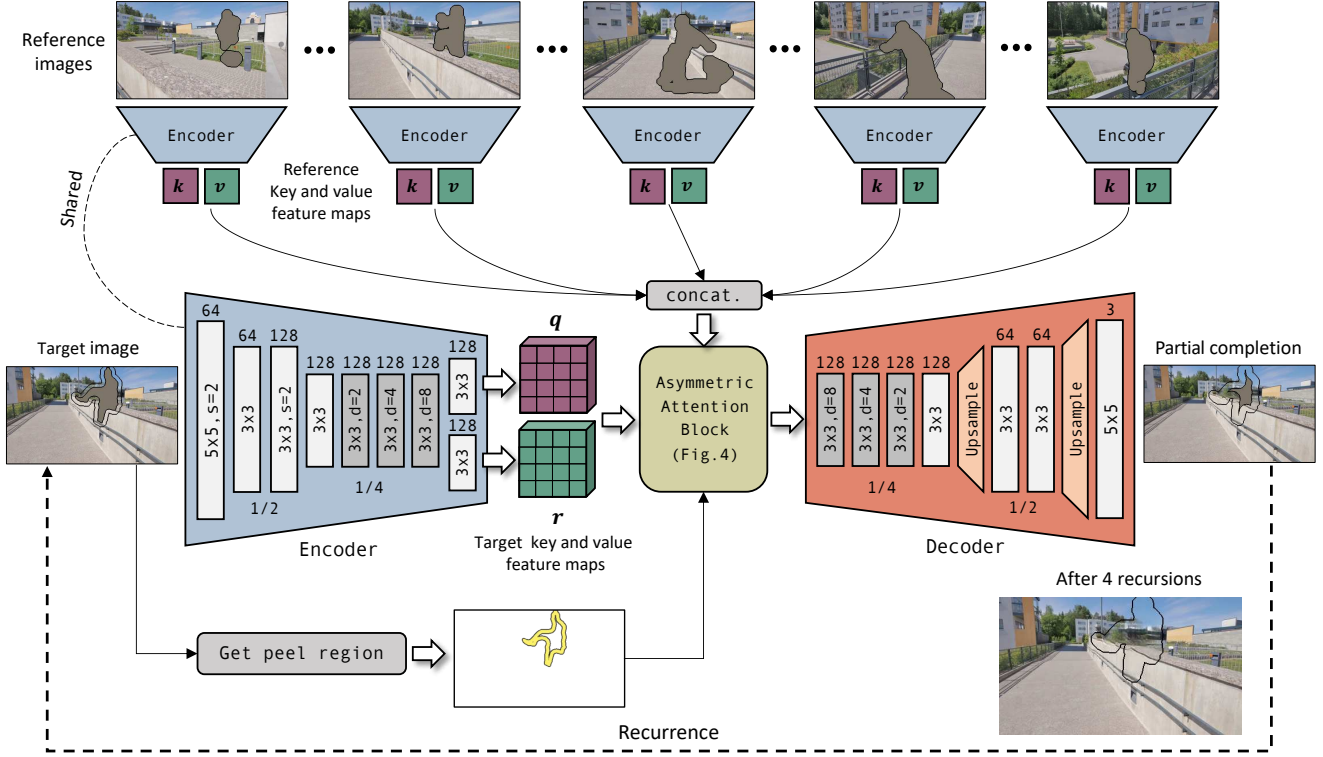 Reference
images
••• ••• ••• •••
Encoder Encoder Encoder Encoder Encoder
k v k v k v k v k v
Reference
Key and value
feature maps
Shared
concat.
64
64 128
128 128 128 128
128
128
5x5,s=2
3x3
3x3,s=2
3x3
3x3,d=2
3x3,d=4
3x3,d=8
3x3
3x3
1/2
1/4
Encoder
Target image
q
r
Target key and value
feature maps
Asymmetric
Attention
Block
(Fig.4)
128 128 128 128
64 64
3
3x3,d=8
3x3,d=4
3x3,d=2
3x3
Upsample
3x3
3x3
Upsample
5x5
1/4
1/2
Decoder
Partial completion
After 4 recursions
Get peel region
Recurrence